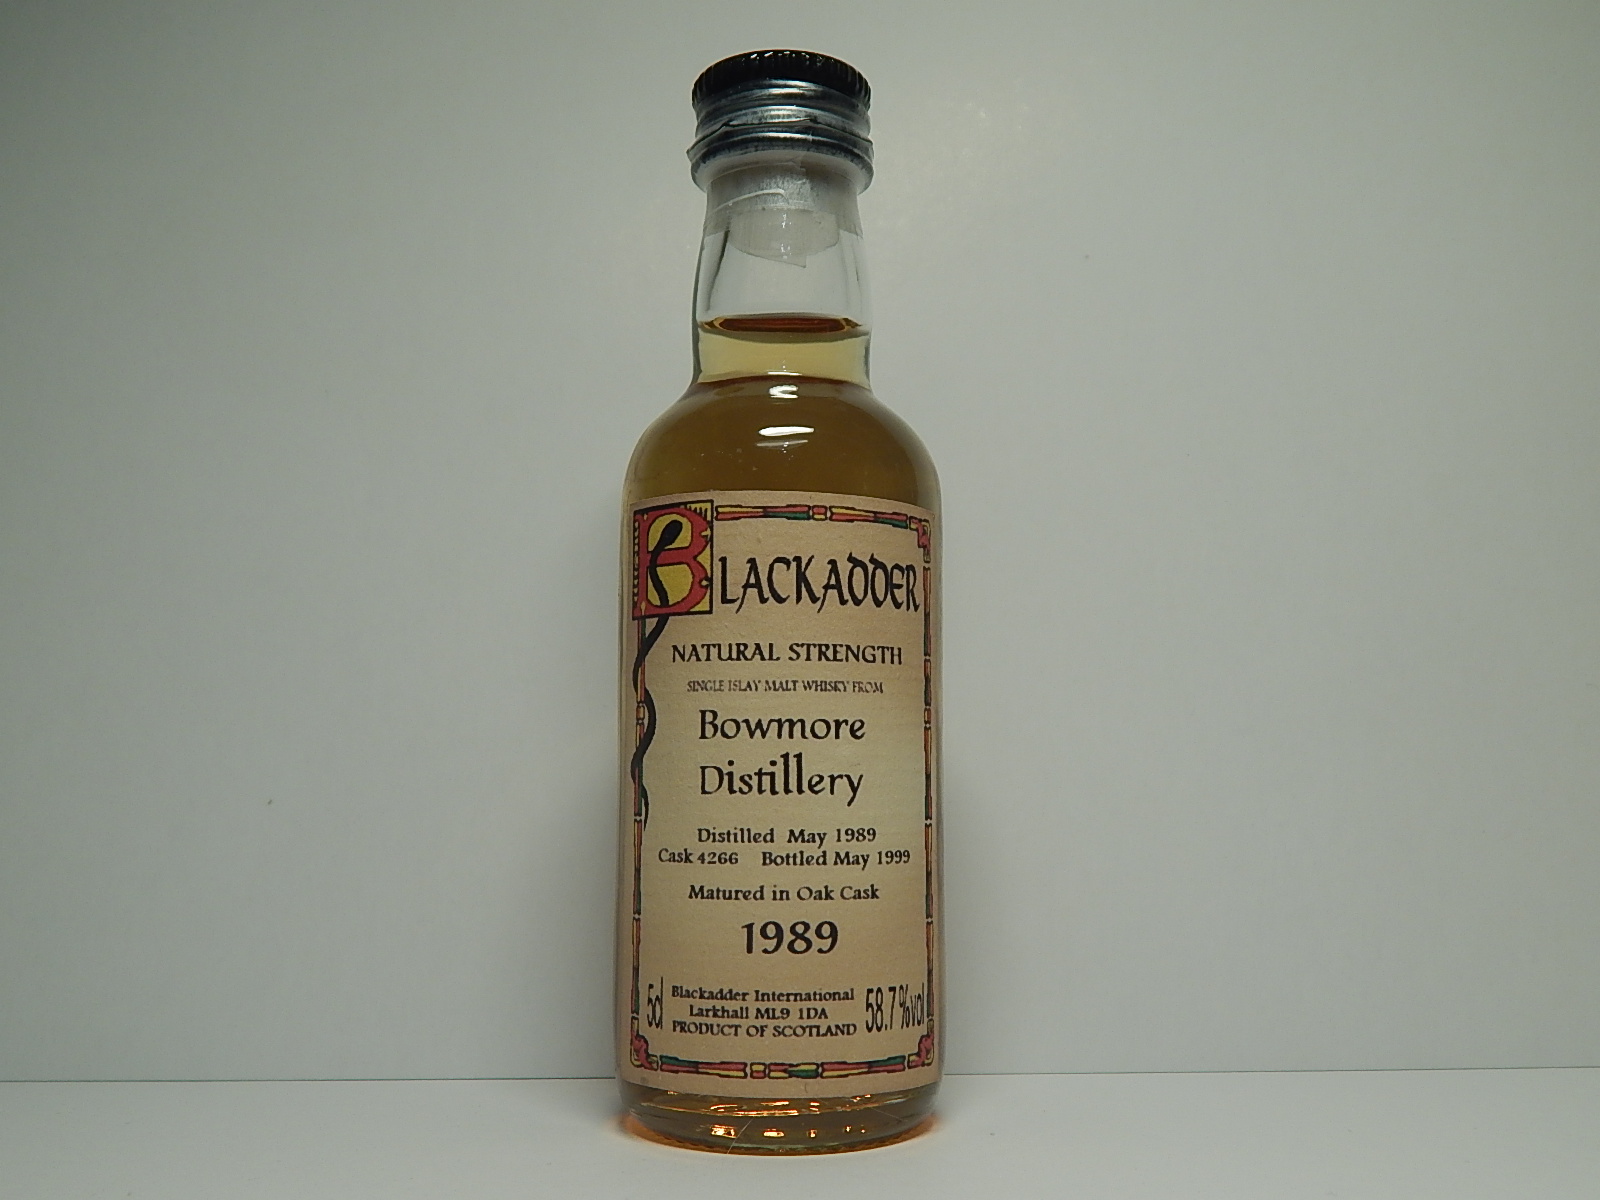 BLACKADDER
NATURAL STRENGTH
SINGLE ISLAY MALT WHISKY FROM
Bowmore
Distillery
Distilled May 1989
Cask 4266 Bottled May 1999
Matured in Oak Cask
1989
5cl Blackadder International 58.7%vol
Larkhall ML9 1DA
PRODUCT OF SCOTLAND